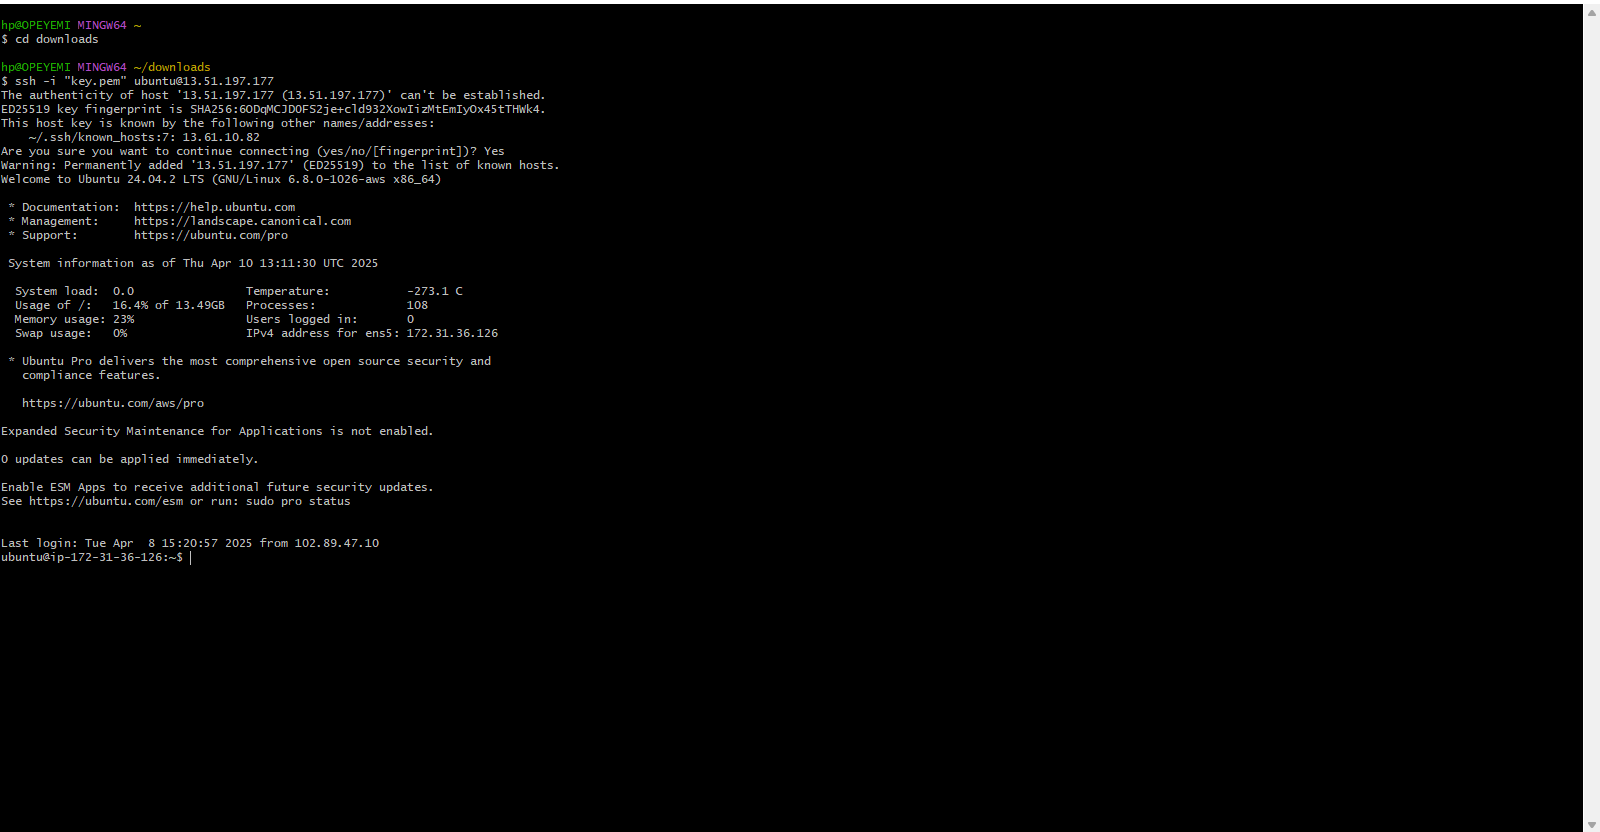 hp@OPEYEMI MINGW64 ~
$ cd downloads
hp@OPEYEMI MINGW64 ~/downloads
$ ssh -i "key.pem" ubuntu@13.51.197.177
The authenticity of host '13.51.197.177 (13.51.197.177)' can't be established.
ED25519 key fingerprint is SHA256:6ODqMCJDOFS2je+cld932XowIizMtEmIyOx45tTHWk4.
This host key is known by the following other names/addresses:
    ~/.ssh/known_hosts:7: 13.61.10.82
Are you sure you want to continue connecting (yes/no/[fingerprint])? Yes
Warning: Permanently added '13.51.197.177' (ED25519) to the list of known hosts.
Welcome to Ubuntu 24.04.2 LTS (GNU/Linux 6.8.0-1026-aws x86_64)
 * Documentation:  https://help.ubuntu.com
 * Management:     https://landscape.canonical.com
 * Support:        https://ubuntu.com/pro
 System information as of Thu Apr 10 13:11:30 UTC 2025
  System load:  0.0                Temperature:           -273.1 C
  Usage of /:   16.4% of 13.49GB   Processes:             108
  Memory usage: 23%                Users logged in:       0
  Swap usage:   0%                 IPv4 address for ens5: 172.31.36.126
 * Ubuntu Pro delivers the most comprehensive open source security and
   compliance features.
   https://ubuntu.com/aws/pro
Expanded Security Maintenance for Applications is not enabled.
0 updates can be applied immediately.
Enable ESM Apps to receive additional future security updates.
See https://ubuntu.com/esm or run: sudo pro status
Last login: Tue Apr  8 15:20:57 2025 from 102.89.47.10
ubuntu@ip-172-31-36-126:~$